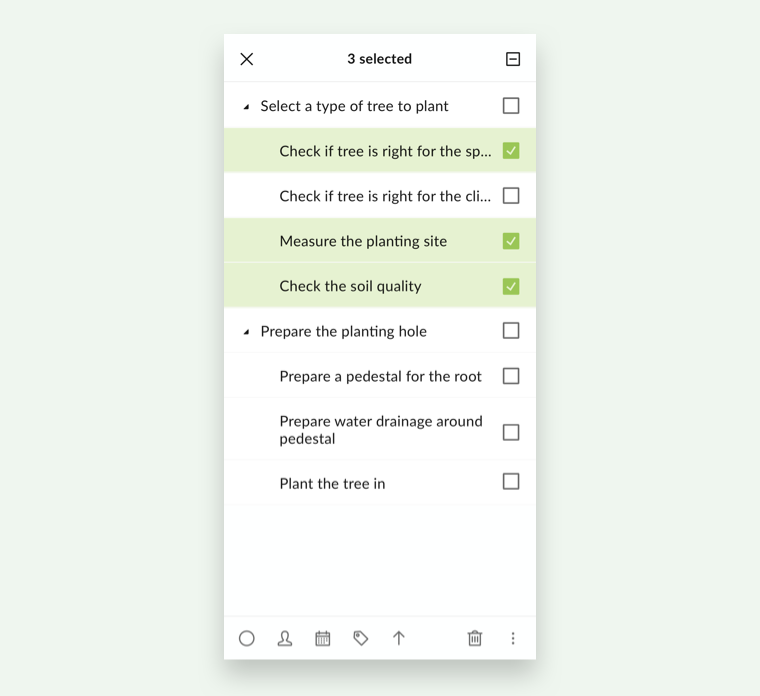 3 selected
Select a type of tree to plant
Check if tree is right for the sp...
Check if tree is right for the cli...
Measure the planting site
Check the soil quality
Prepare the planting hole
Prepare a pedestal for the root
Prepare water drainage around
pedestal
Plant the tree in